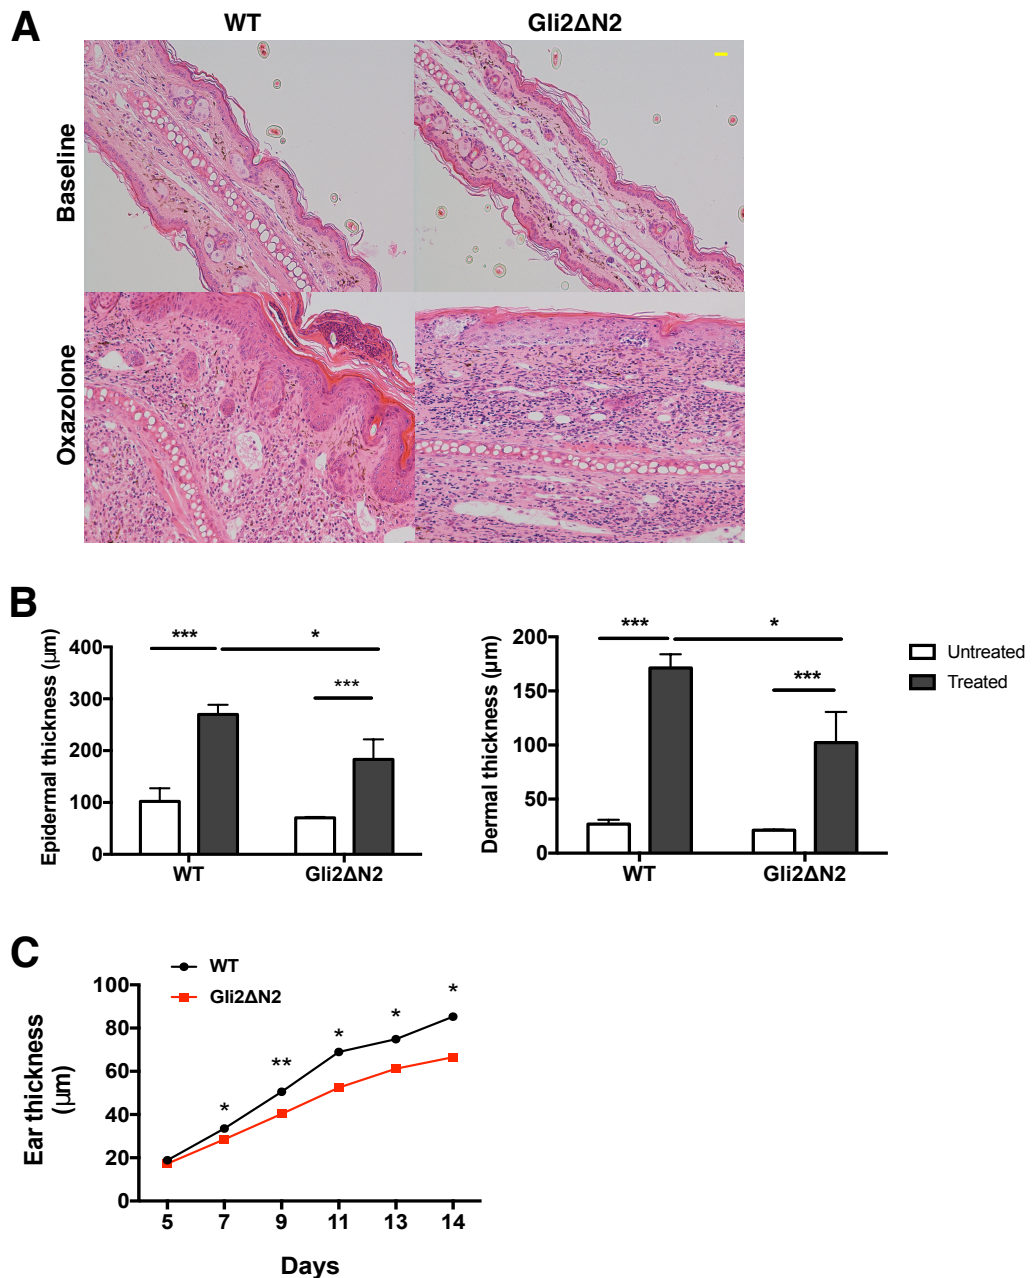 A
WT
Gli2ΔN2
Baseline
Oxazolone
B
Epidermal thickness (μm)
400
300
200
100
0
***
*
***
WT
Gli2ΔN2
Dermal thickness (μm)
200
150
100
50
0
***
*
***
WT
Gli2ΔN2
Untreated
Treated
C
WT
Gli2ΔN2
Ear thickness
(μm)
100
80
60
40
20
0
*
**
*
*
*
5 7 9 11 13 14
Days